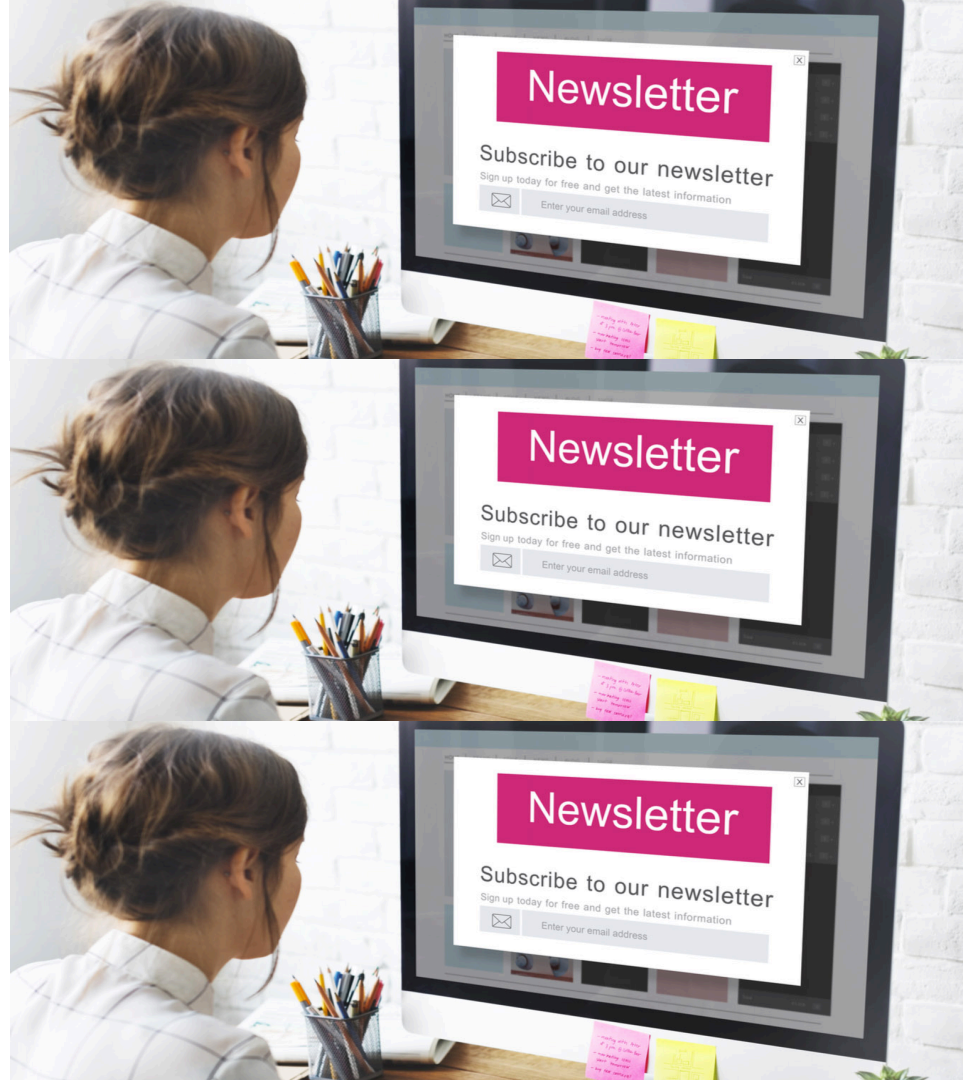 Newsletter
Subscribe to our newsletter
Sign up today for free and get the latest information
Enter your email address
Newsletter
Subscribe to our newsletter
Sign up today for free and get the latest information
Enter your email address
Newsletter
Subscribe to our newsletter
Sign up today for free and get the latest information
Enter your email address